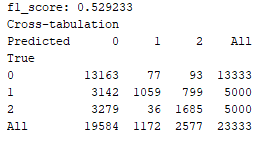 f1_score: 0.529233
Cross-tabulation
Predicted 0 1 2 All
True
0 13163 77 93 13333
1 3142 1059 799 5000
2 3279 36 1685 5000
All 19584 1172 2577 23333